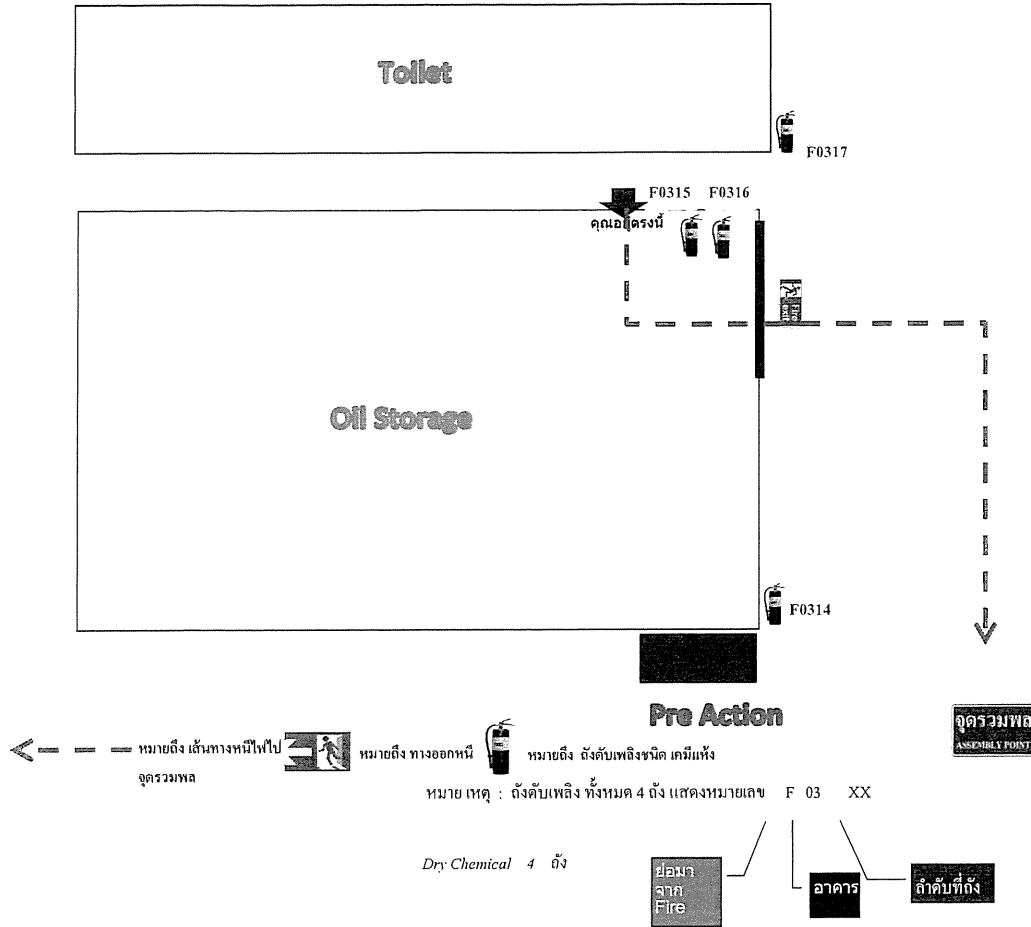 Toilet
F0317
F0315 F0316
คุณอยู่ตรงนี้
Oil Storage
F0314
Pre Action
จุดรวมพล
ASSEMBLY POINT
หมายถึง เส้นทางหนีไฟไป
จุดรวมพล
หมายถึง ทางออกหนี
หมายถึง ถังดับเพลิงชนิด เคมีแห้ง
หมาย เหตุ : ถังดับเพลิง ทั้งหมด 4 ถัง แสดงหมายเลข F 03 XX
Dry Chemical 4 ถัง
ย่อมา
จาก
Fire
อาคาร
ลำดับที่ถัง